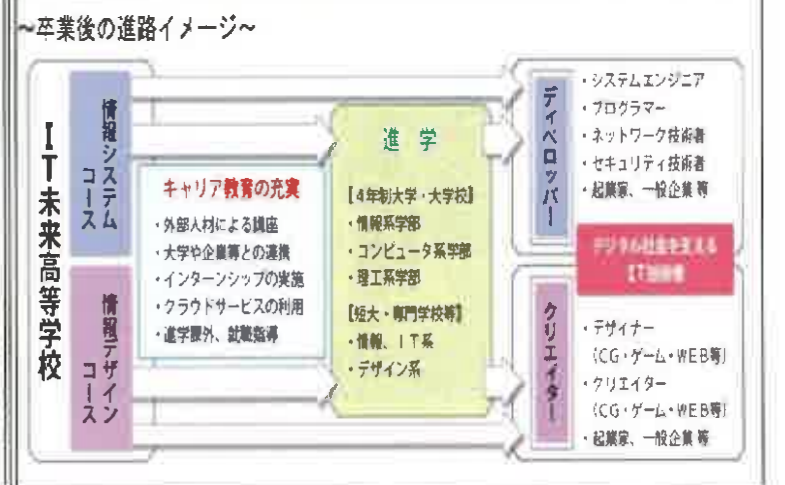 ~卒業後の進路イメージ~
IT未来高等学校
情報システム
コース
情報デザイン
コース
キャリア教育の充実
・外部人材による講座
・大学や企業等との連携
・インターンシップの実施
・クラウドサービスの利用
・進学課外、就職指導
進 学
【4年制大学・大学校】
・情報系学部
・コンピュータ系学部
・理工系学部
【短大・専門学校等】
・情報、IT系
・デザイン系
ディベロッパー
・システムエンジニア
・プログラマー
・ネットワーク技術者
・セキュリティ技術者
・起業家、一般企業 等
デジタル社会を支える
IT
クリエイター
・デザイナー
(CG・ゲーム・WEB等)
・クリエイター
(CG・ゲーム・WEB等)
・起業家、一般企業 等